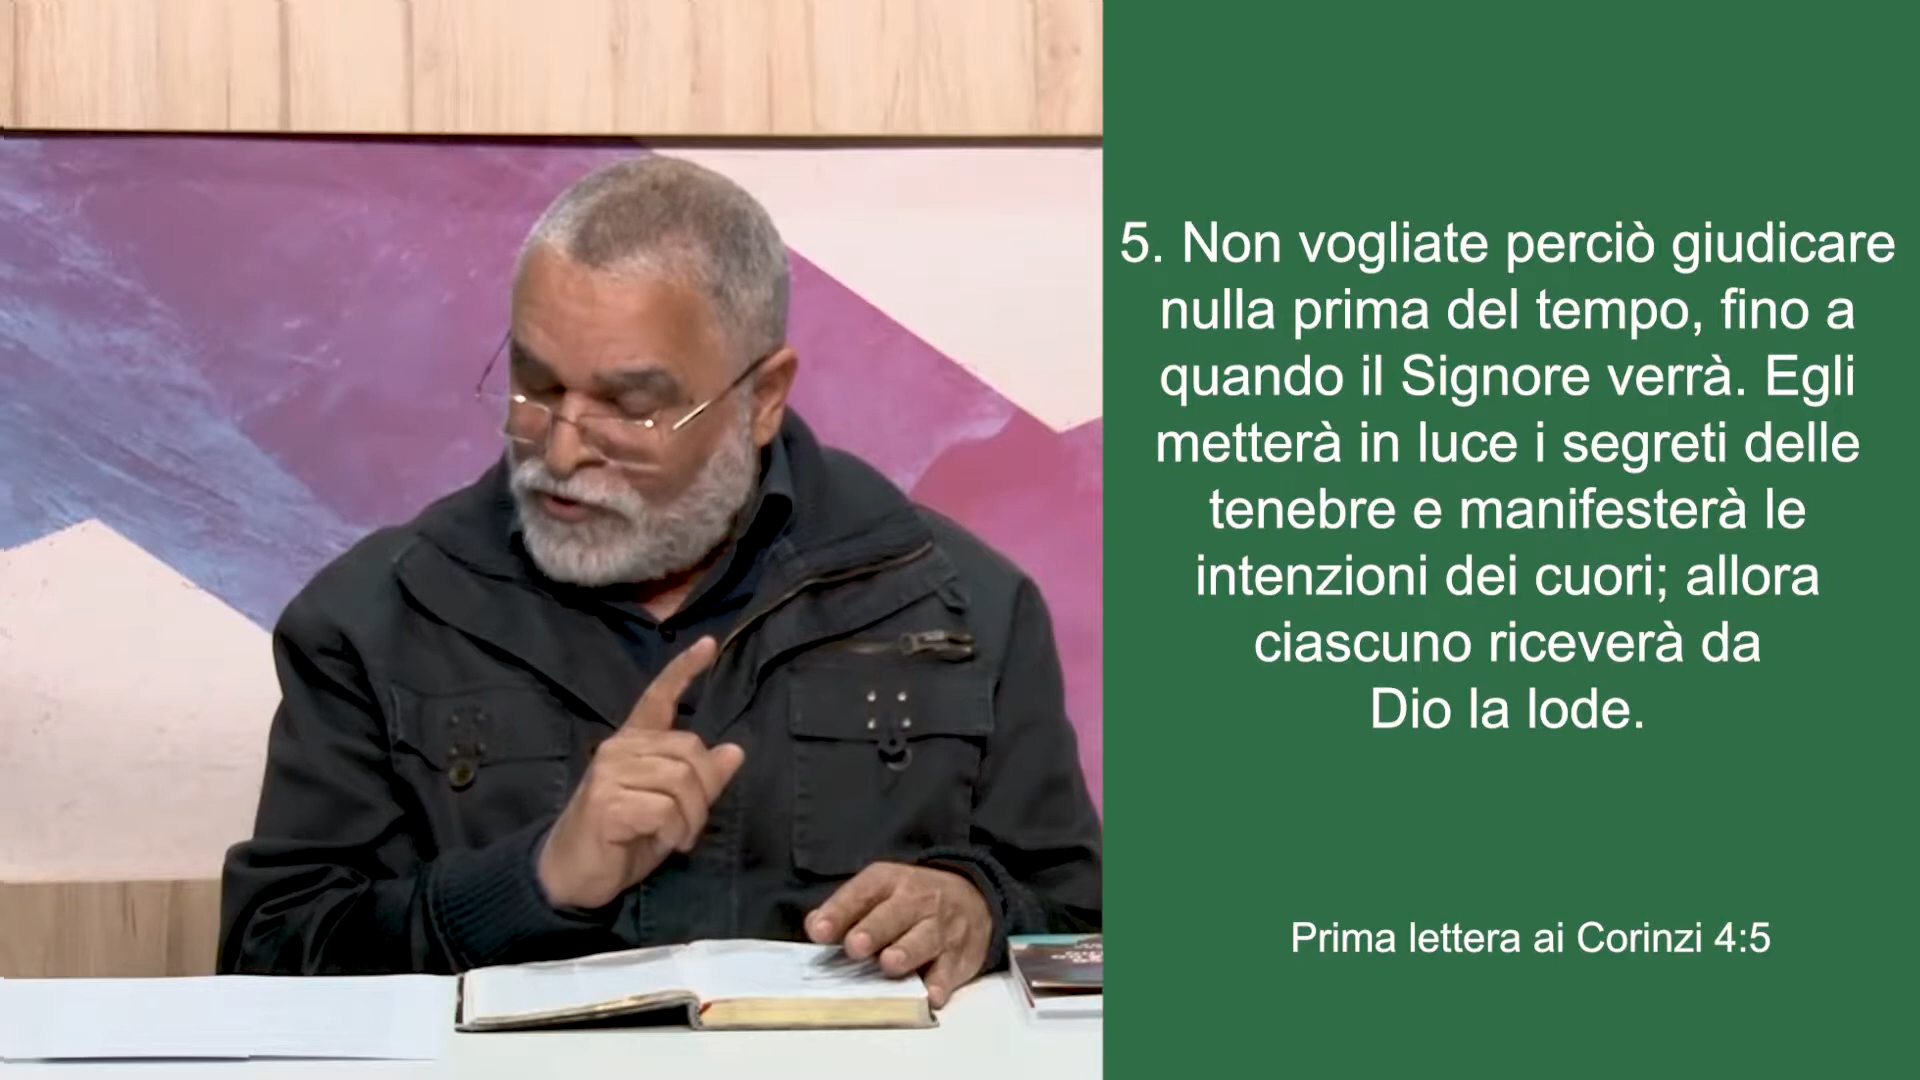 5. Non vogliate perciò giudicare
nulla prima del tempo, fino a
quando il Signore verrà. Egli
metterà in luce i segreti delle
tenebre e manifesterà le
intenzioni dei cuori; allora
ciascuno riceverà da
Dio la lode.
Prima lettera ai Corinzi 4:5